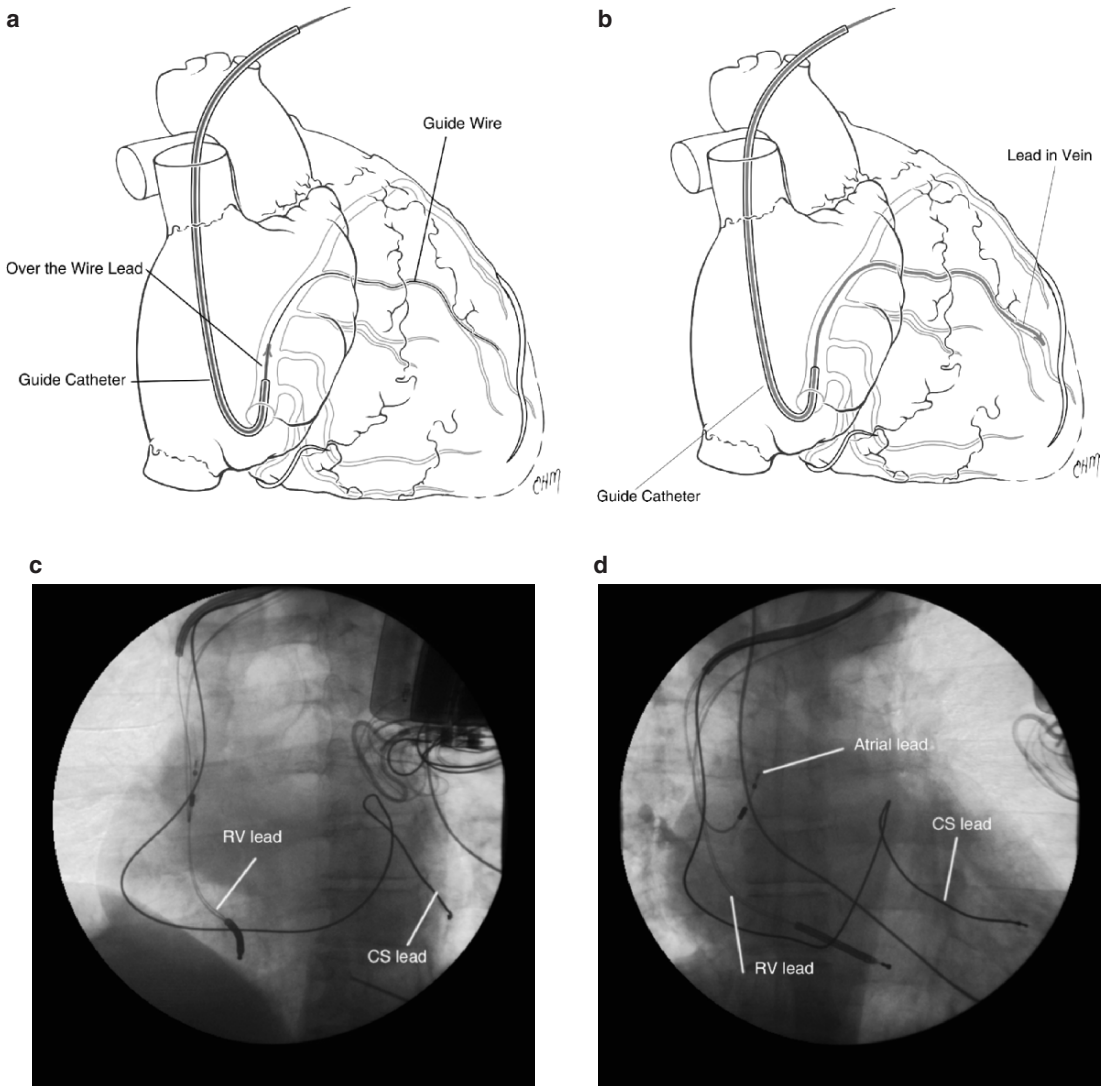 a
Guide Wire
Over the Wire Lead
Guide Catheter
CHM
b
Lead in Vein
Guide Catheter
CHM
c
RV lead
CS lead
d
Atrial lead
CS lead
RV lead